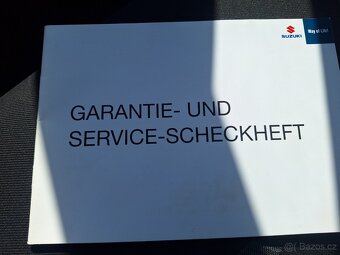 SUZUKI
Way of Life!
GARANTIE- UND
SERVICE-SCHECKHEFT
Bazos.cz